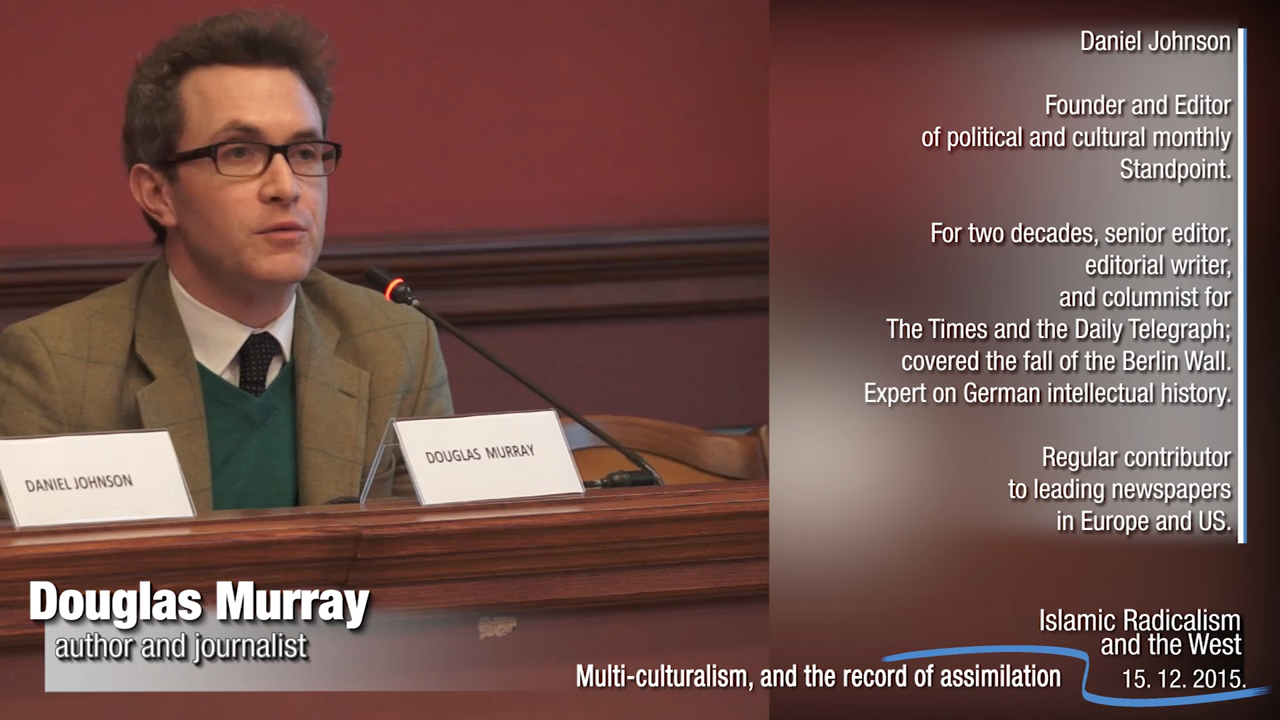 DANIEL JOHNSON
DOUGLAS MURRAY
Douglas Murray
author and journalist
Daniel Johnson
Founder and Editor
of political and cultural monthly
Standpoint.
For two decades, senior editor,
editorial writer,
and columnist for
The Times and the Daily Telegraph;
covered the fall of the Berlin Wall.
Expert on German intellectual history.
Regular contributor
to leading newspapers
in Europe and US.
Islamic Radicalism
and the West
Multi-culturalism, and the record of assimilation
15. 12. 2015.